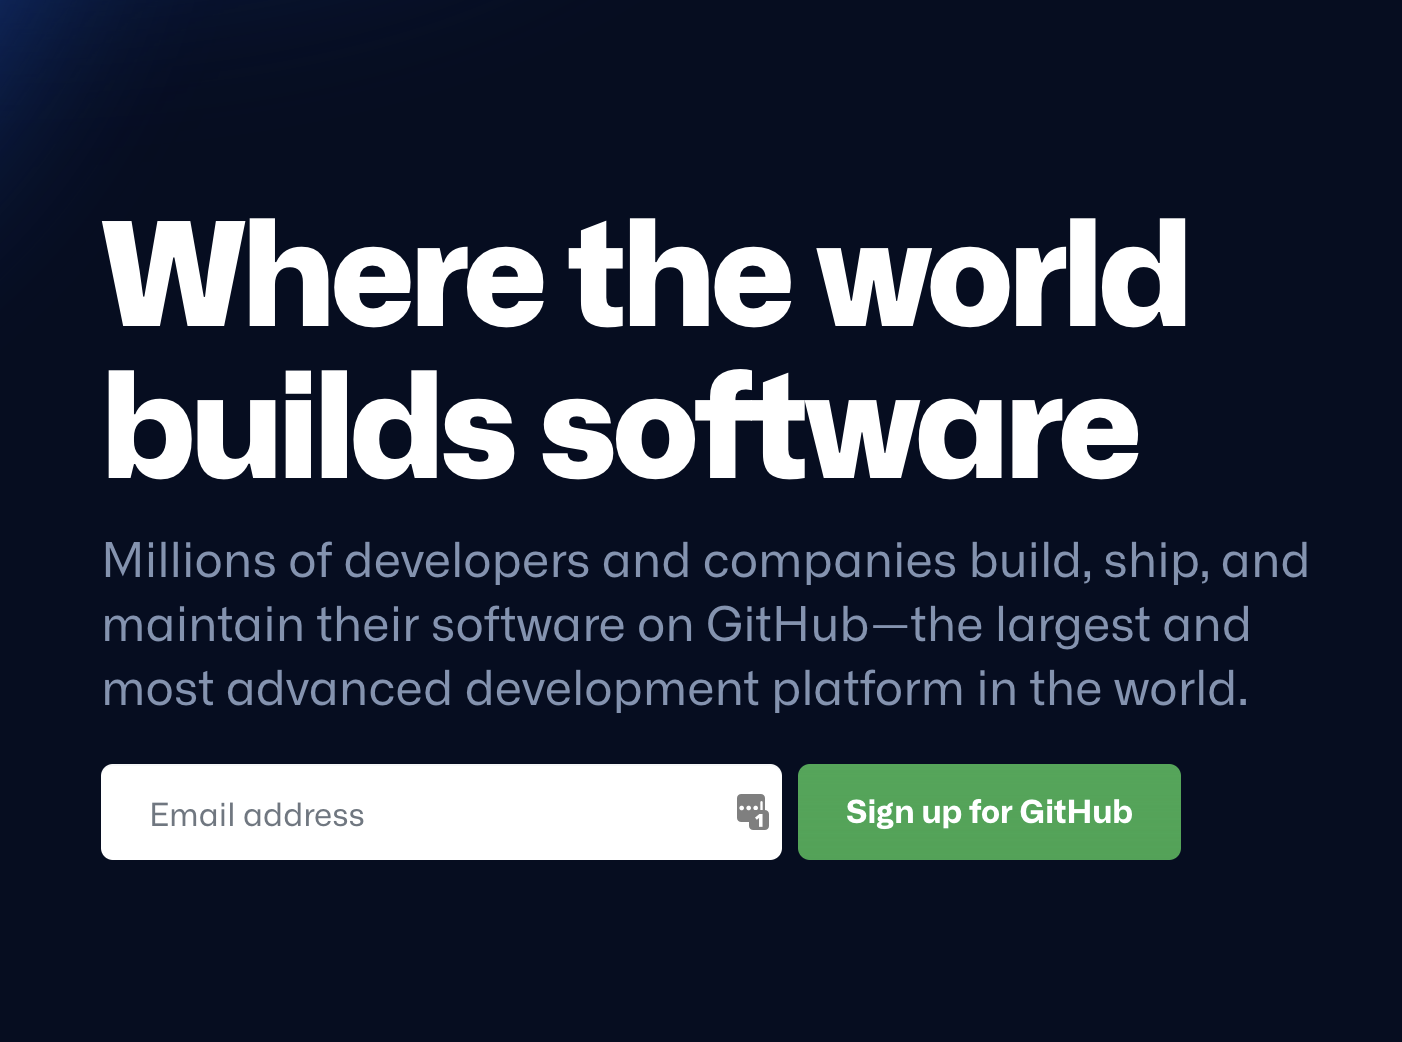 Where the world
builds software
Millions of developers and companies build, ship, and
maintain their software on GitHub—the largest and
most advanced development platform in the world.
Email address
1
Sign up for GitHub